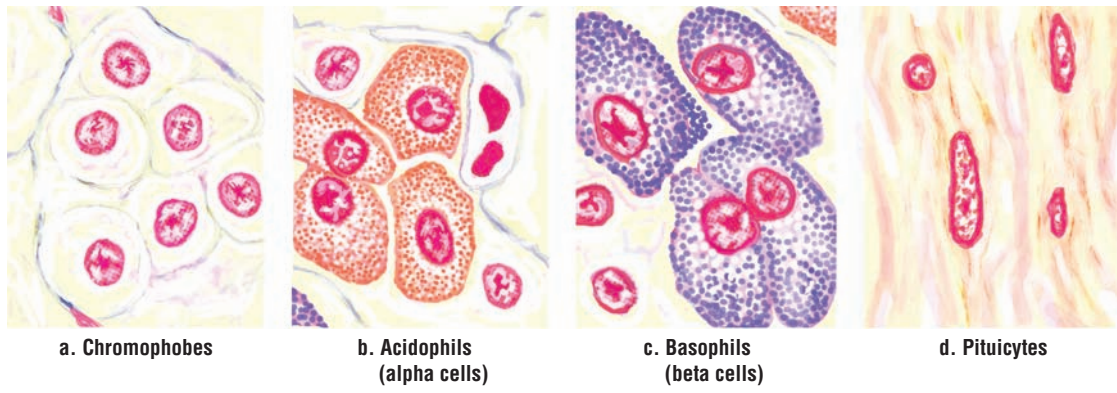 a. Chromophobes
b. Acidophils
(alpha cells)
c. Basophils
(beta cells)
d. Pituicytes